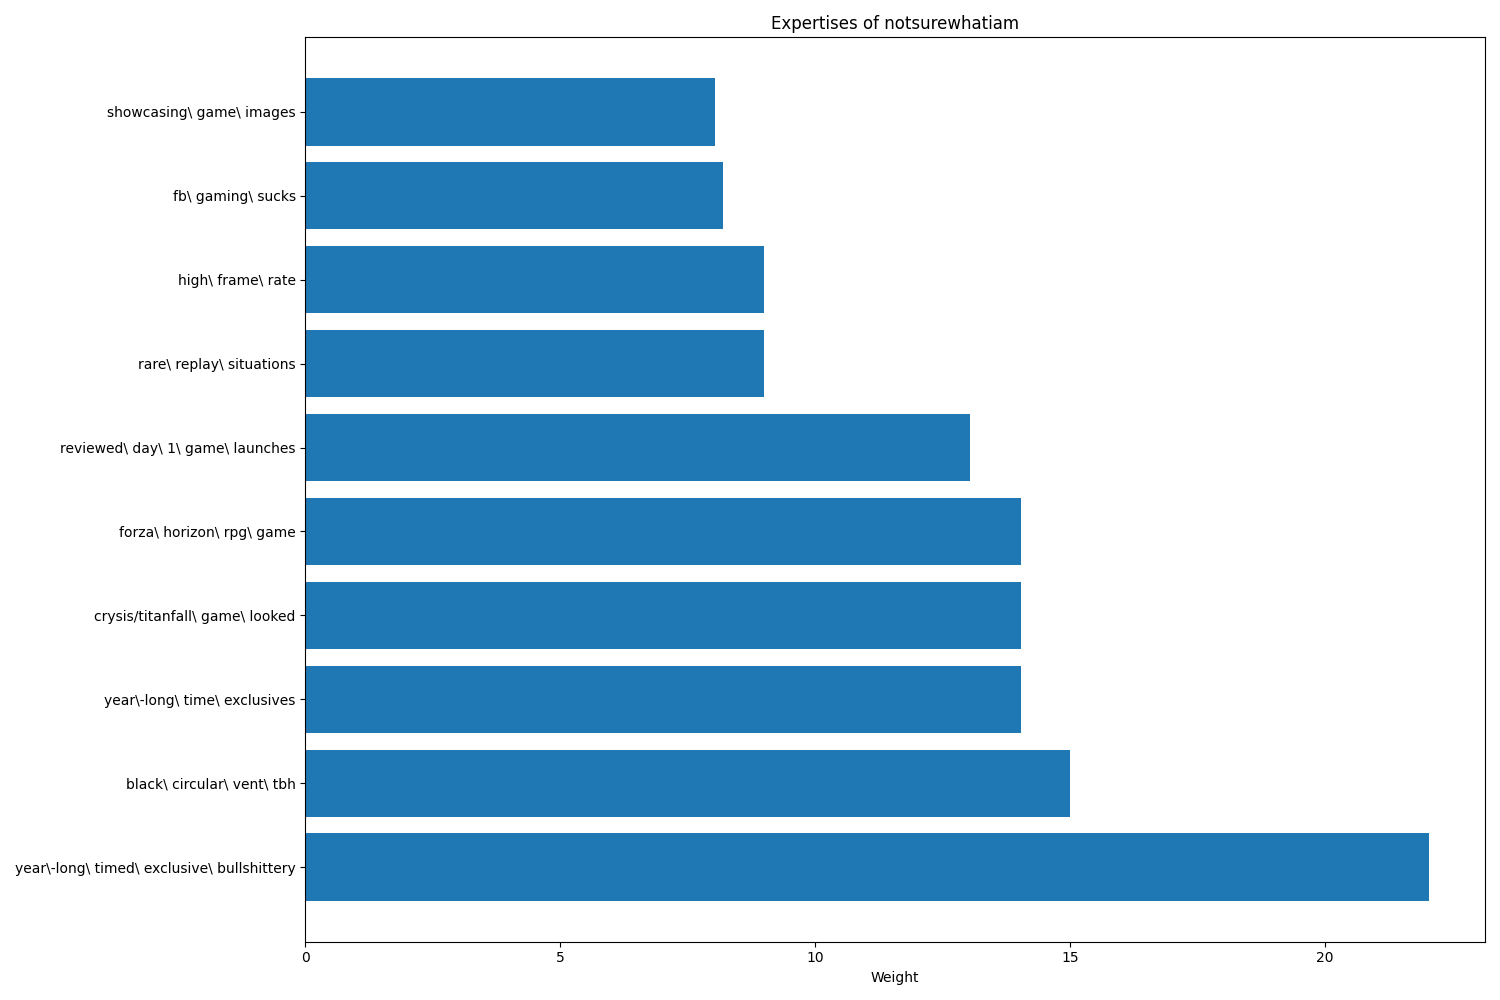 Expertises of notsurewhatiam
showcasing\ game\ images
fb\ gaming\ sucks
high\ frame\ rate
rare\ replay\ situations
reviewed\ day\ 1\ game\ launches
forza\ horizon\ rpg\ game
crysis/titanfall\ game\ looked
year\-long\ time\ exclusives
black\ circular\ vent\ tbh
year\-long\ timed\ exclusive\ bullshittery
0 5 10 15 20
Weight